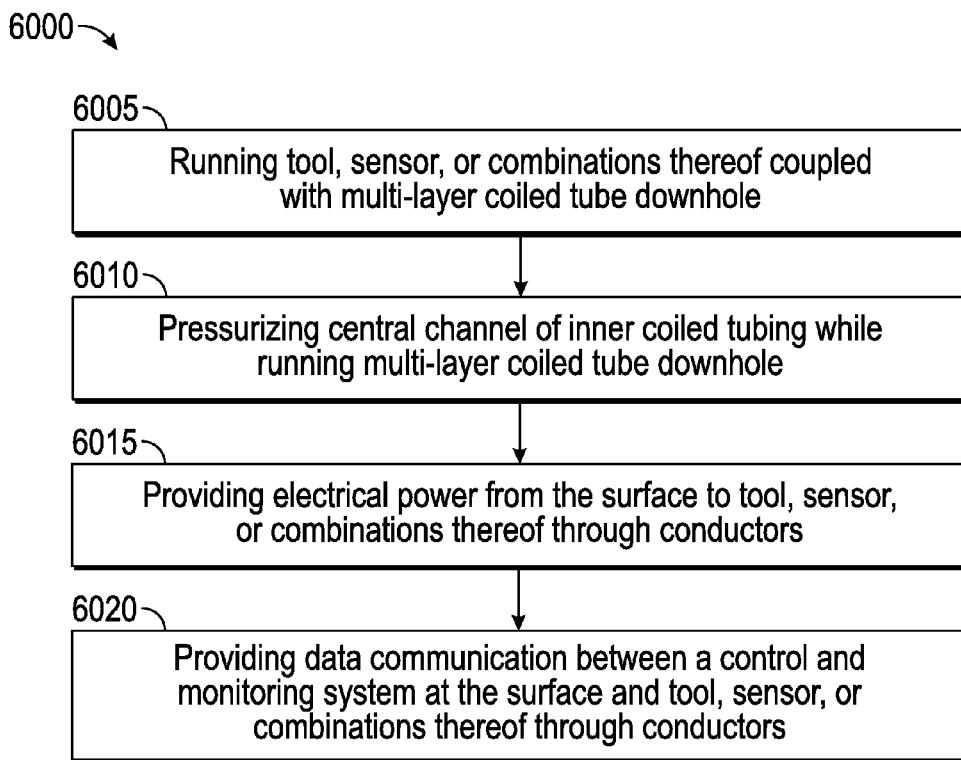 6000
6005
Running tool, sensor, or combinations thereof coupled
with multi-layer coiled tube downhole
6010
Pressurizing central channel of inner coiled tubing while
running multi-layer coiled tube downhole
6015
Providing electrical power from the surface to tool, sensor,
or combinations thereof through conductors
6020
Providing data communication between a control and
monitoring system at the surface and tool, sensor, or
combinations thereof through conductors